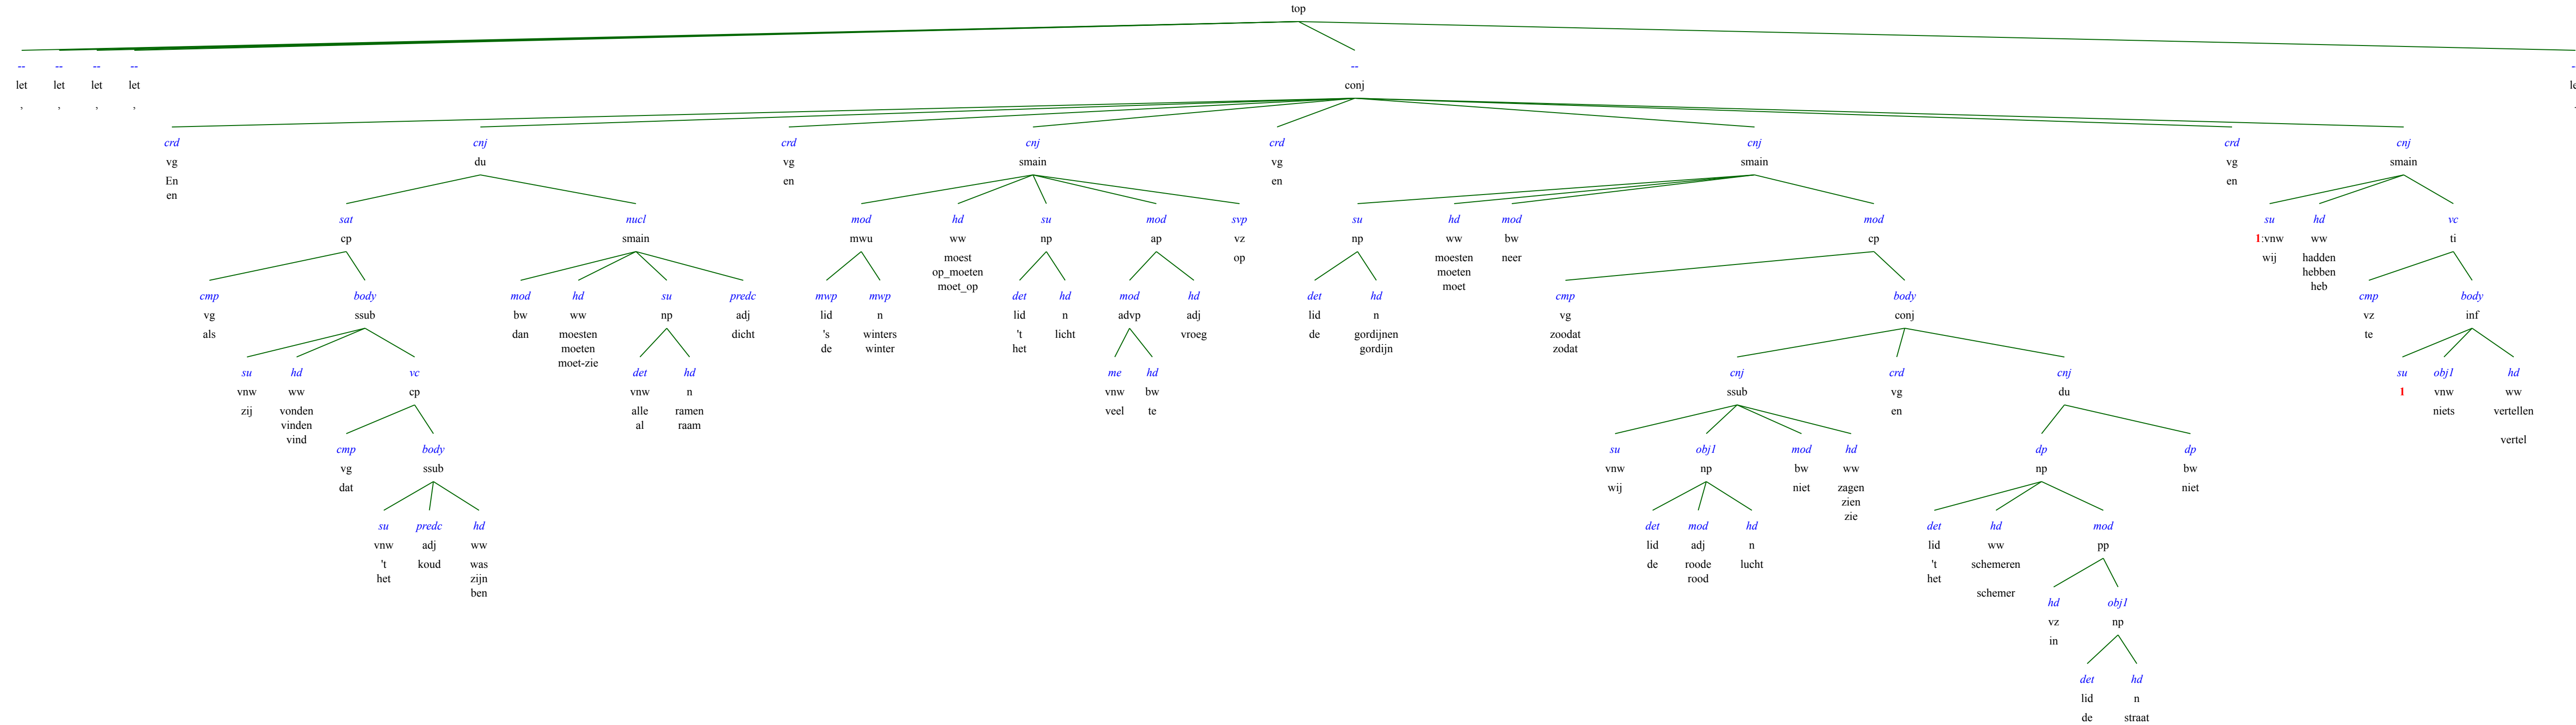 top
-- -- -- -- -- -
let let let let conj le
, , , , .
crd cnj crd cnj crd cnj crd cnj
vg du vg smain vg smain vg smain
En en en en
en
sat nucl mod hd su mod svp su hd mod mod su hd vc
cp smain mwu ww np ap vz np ww bw cp 1:vnw ww ti
moest op moesten neer wij hadden
op_moeten moeten hebben
moet_op moet heb
cmp body mod hd su predc mwp mwp det hd mod hd det hd cmp body cmp body
vg ssub bw ww np adj lid n lid n advp adj lid n vg conj vz inf
als dan moesten dicht 's winters 't licht vroeg de gordijnen zoodat te
moeten de winter het gordijn zodat
moet-zie
su hd vc det hd me hd cnj crd cnj su obj1 hd
vnw ww cp vnw n vnw bw ssub vg du 1 vnw ww
zij vonden alle ramen veel te en niets vertellen
vinden al raam
vind vertel
cmp body su obj1 mod hd dp dp
vg ssub vnw np bw ww np bw
dat wij niet zagen niet
zien
zie
su predc hd det mod hd det hd mod
vnw adj ww lid adj n lid ww pp
't koud was de roode lucht 't schemeren
het zijn rood het
ben schemer
hd obj1
vz np
in
det hd
lid n
de straat